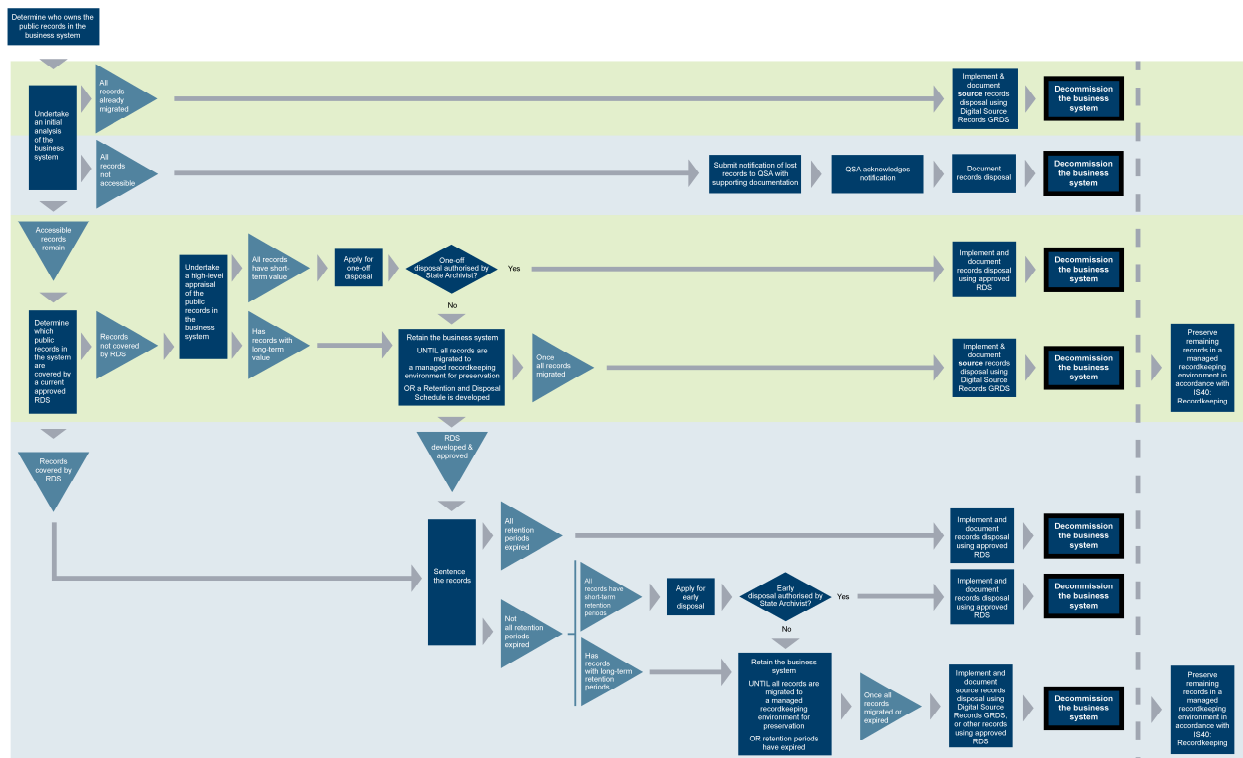 Determine who owns the
public records in the
business system
Undertake
an initial
analysis
of the
business
system
All
records
already
migrated
Implement &
document
source records
disposal using
Digital Source
Records GRDS
Decommission
the business
system
All
records
not
accessible
Submit notification of lost
records to QSA with
supporting documentation
QSA acknowledges
notification
Document
records disposal
Decommission
the business
system
Accessible
records
remain
Undertake
a high-level
appraisal
of the
public
records in
the
business
system
All records
have short-
term value
Apply for
one-off
disposal
One-off
disposal authorised by
State Archivist?
Yes
No
Implement and
document
records disposal
using approved
RDS
Decommission
the business
system
Determine
which
public
records in
the system
are
covered by
a current
approved
RDS
Records
not covered
by RDS
Has
records with
long-term
value
Retain the business system
UNTIL all records are
migrated to
a managed recordkeeping
environment for preservation
OR a Retention and Disposal
Schedule is developed
Once
all records
migrated
Implement &
document
source records
disposal using
Digital Source
Records GRDS
Decommission
the business
system
Preserve
remaining
records in a
managed
recordkeeping
environment in
accordance with
IS40:
Recordkeeping
Records
covered by
RDS
RDS
developed &
approved
Sentence
the records
All
retention
periods
expired
Implement and
document
records disposal
using approved
RDS
Decommission
the business
system
Not
all retention
periods
expired
All
records have
short-term
retention
periods
Apply for
early
disposal
Early
disposal authorised by
State Archivist?
Yes
No
Implement and
document
records disposal
using approved
RDS
Decommission
the business
system
Has
records
with long-term
retention
periods
Retain the business
system
UNTIL all records are
migrated to
a managed
recordkeeping
environment for
preservation
OR retention periods
have expired
Once all
records
migrated or
expired
Implement and
document
source records
disposal using
Digital Source
Records GRDS,
or other records
using approved
RDS
Decommission
the business
system
Preserve
remaining
records in a
managed
recordkeeping
environment in
accordance with
IS40:
Recordkeeping